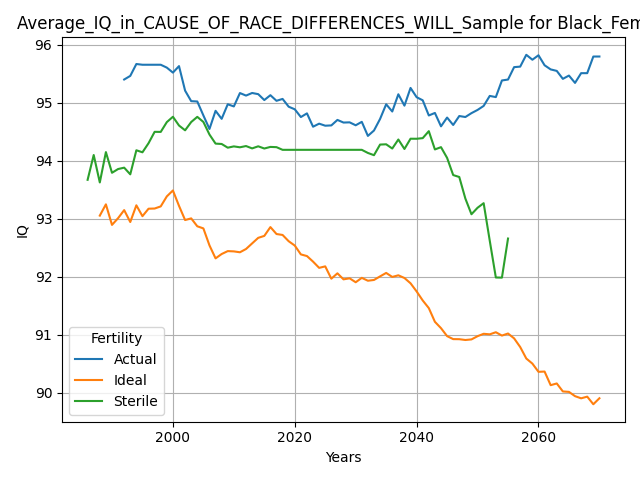 Average_IQ_in_CAUSE_OF_RACE_DIFFERENCES_WILL_Sample for Black_Fem
96
95
94
93
92
91
90
IQ
Fertility
Actual
Ideal
Sterile
2000 2020 2040 2060
Years